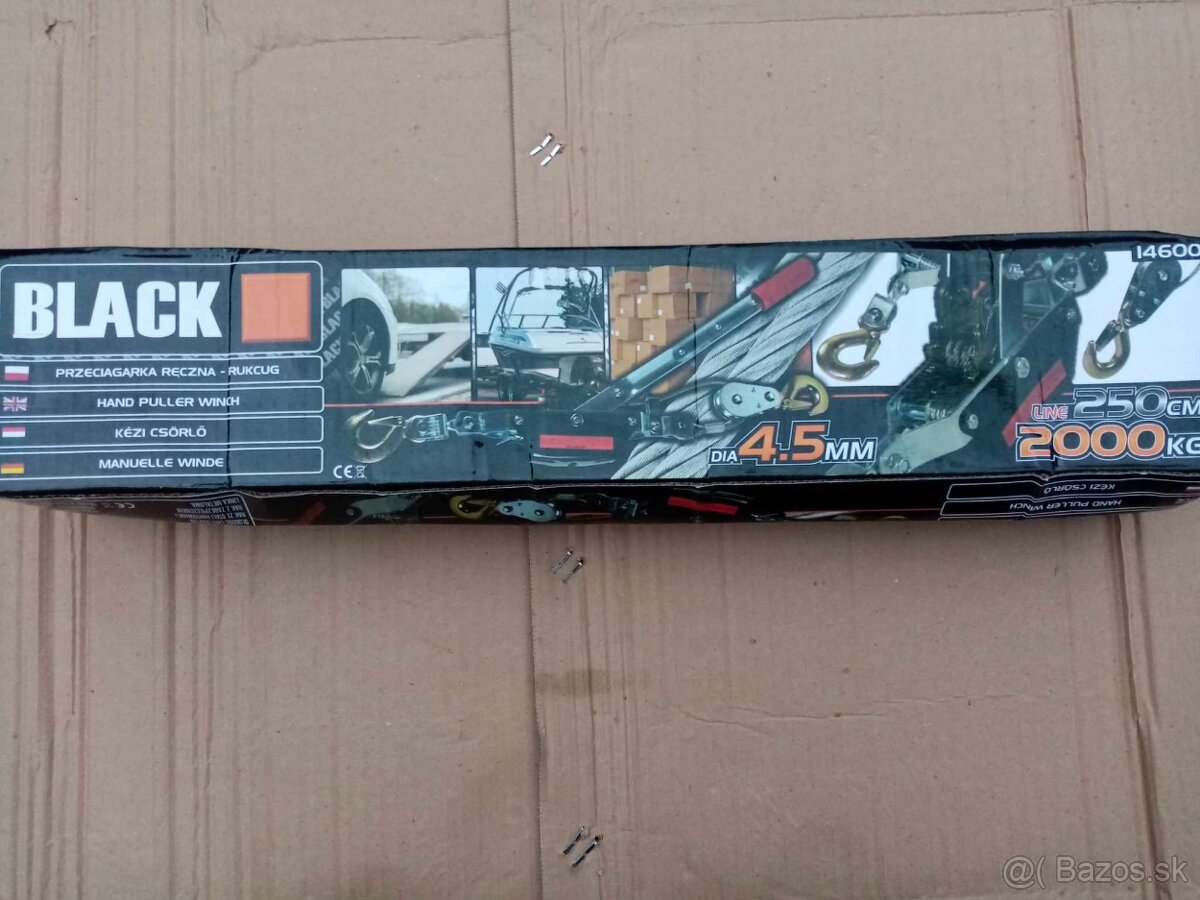 14600
BLACK
PRZECIAGARKA RĘCZNA - RUKCUG
HAND PULLER WINCH
KÉZI CSÖRLŐ
MANUELLE WINDE
CE
DIA 4.5MM
LINE 250CM
2000KG
KÉZI CSÖRLŐ
HAND PULLER WINCH
@( Bazos.sk